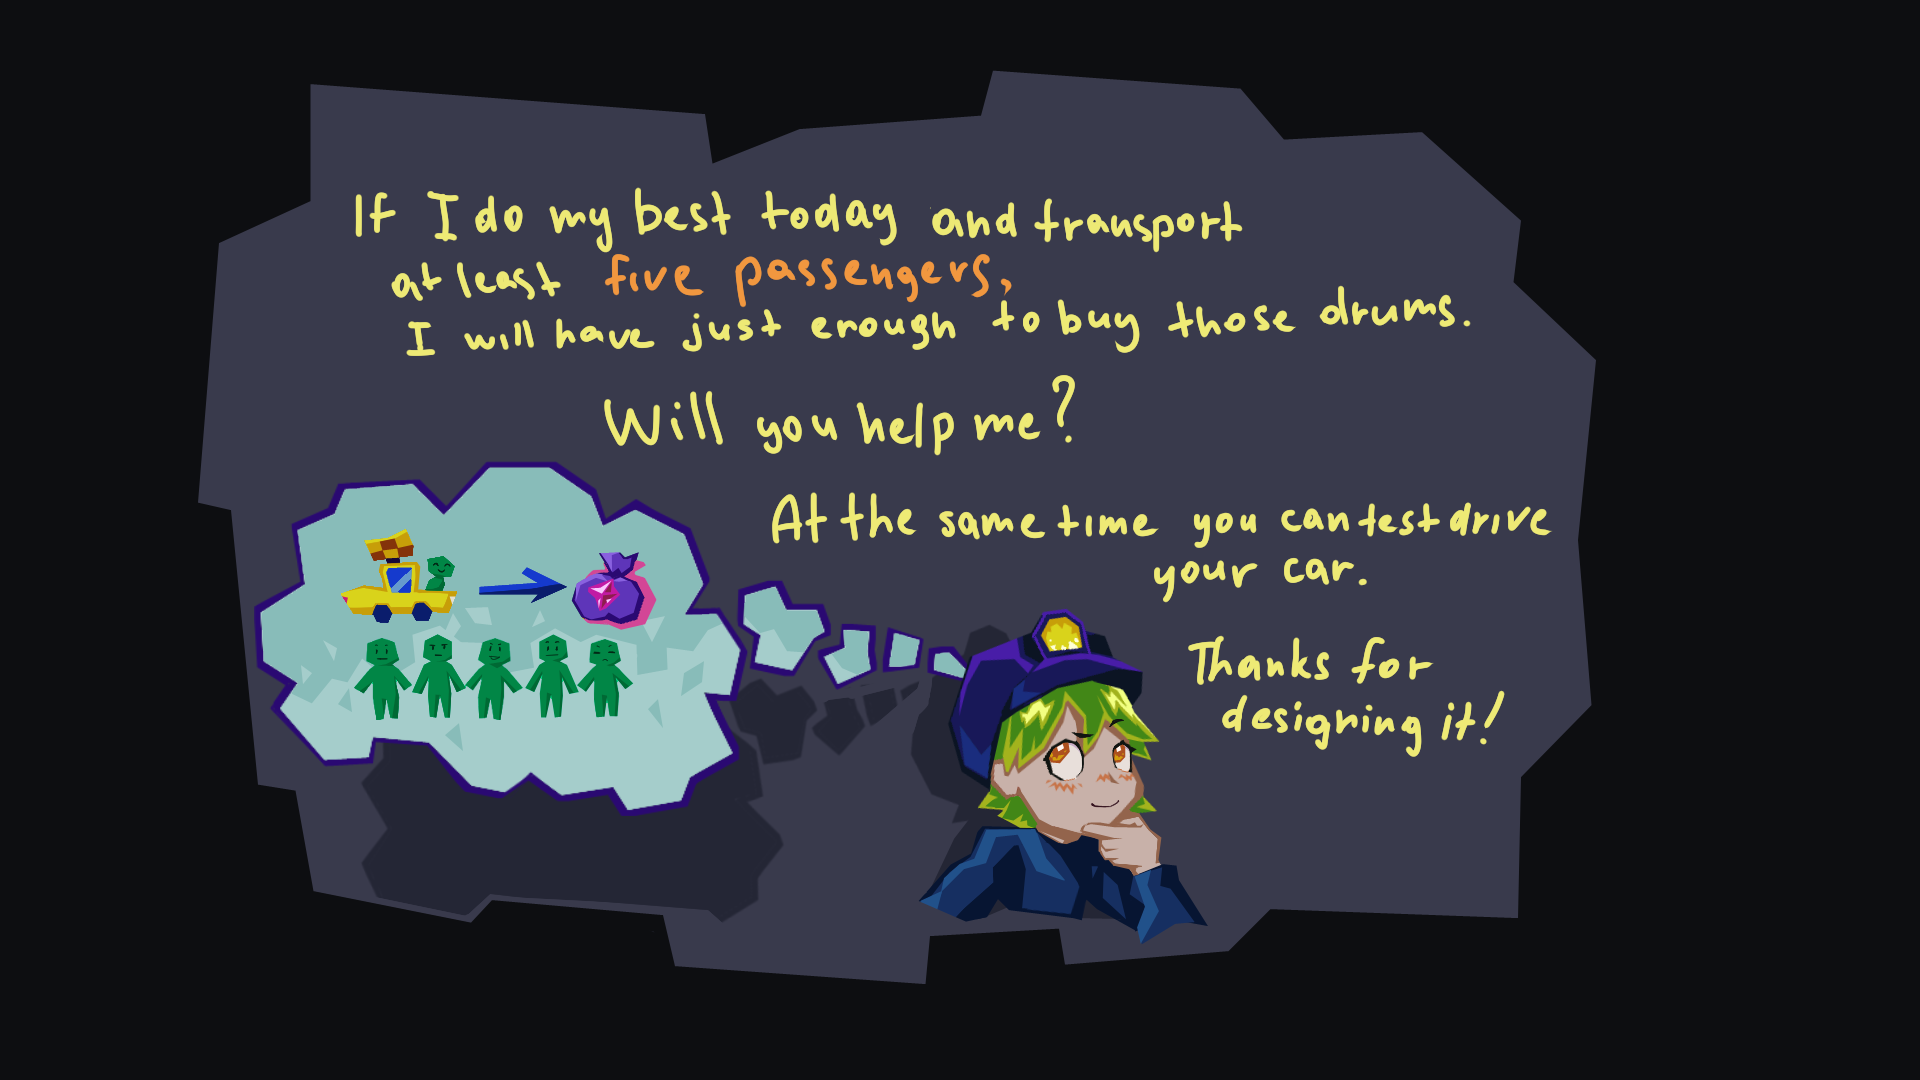 If I do my best today and transport
at least five passengers,
I will have just enough to buy those drums.
Will you help me?
At the same time you can test drive
your car.
Thanks for
designing it!